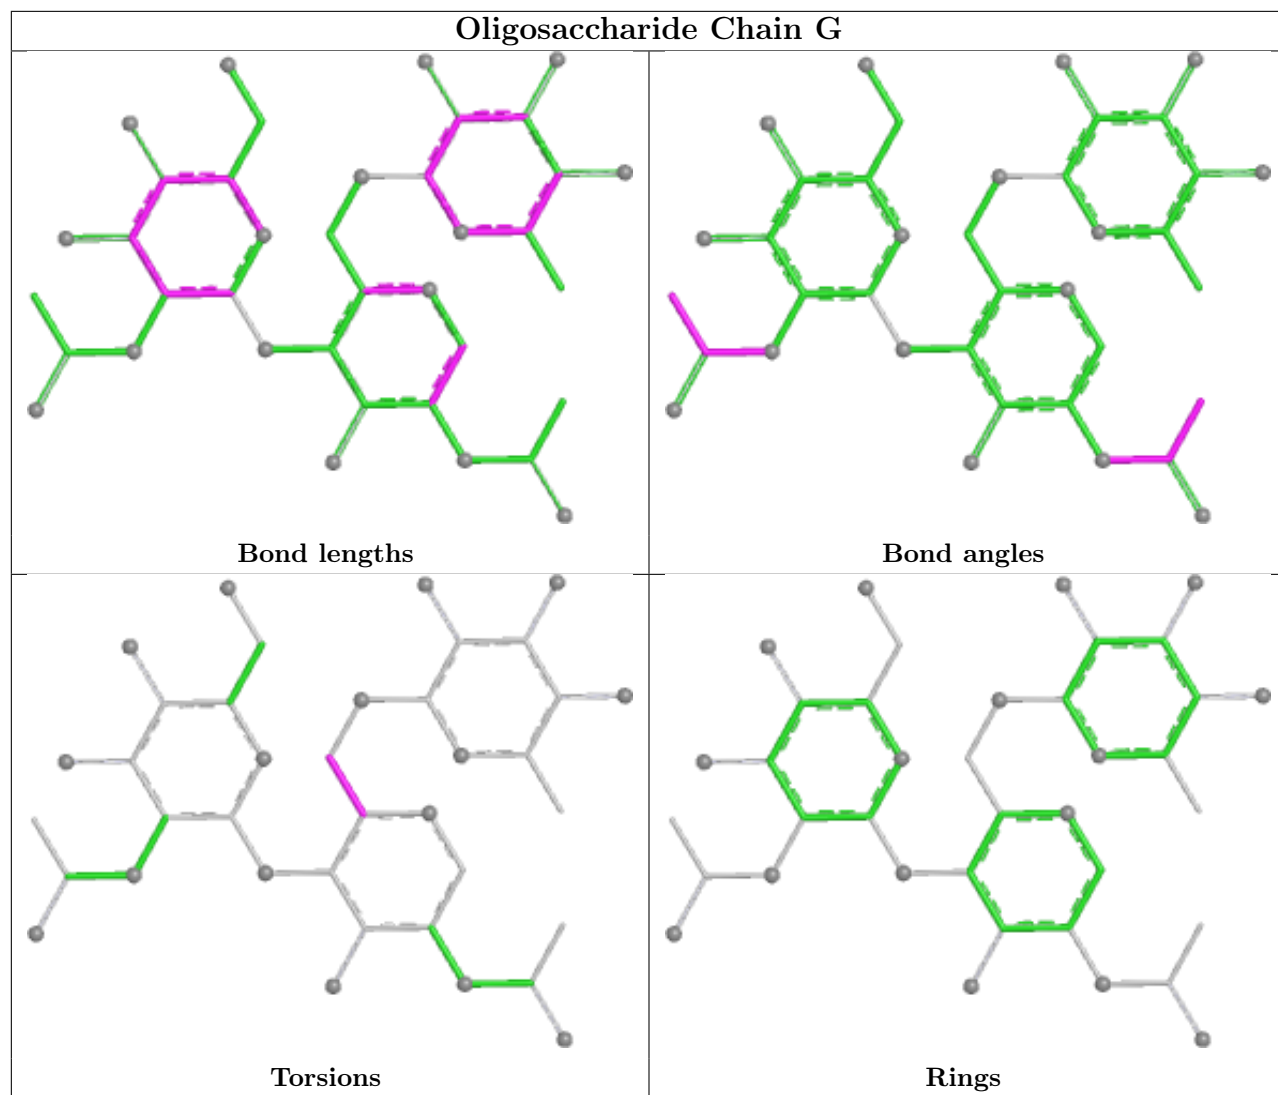 Oligosaccharide Chain G
Bond lengths
Bond angles
Torsions
Rings